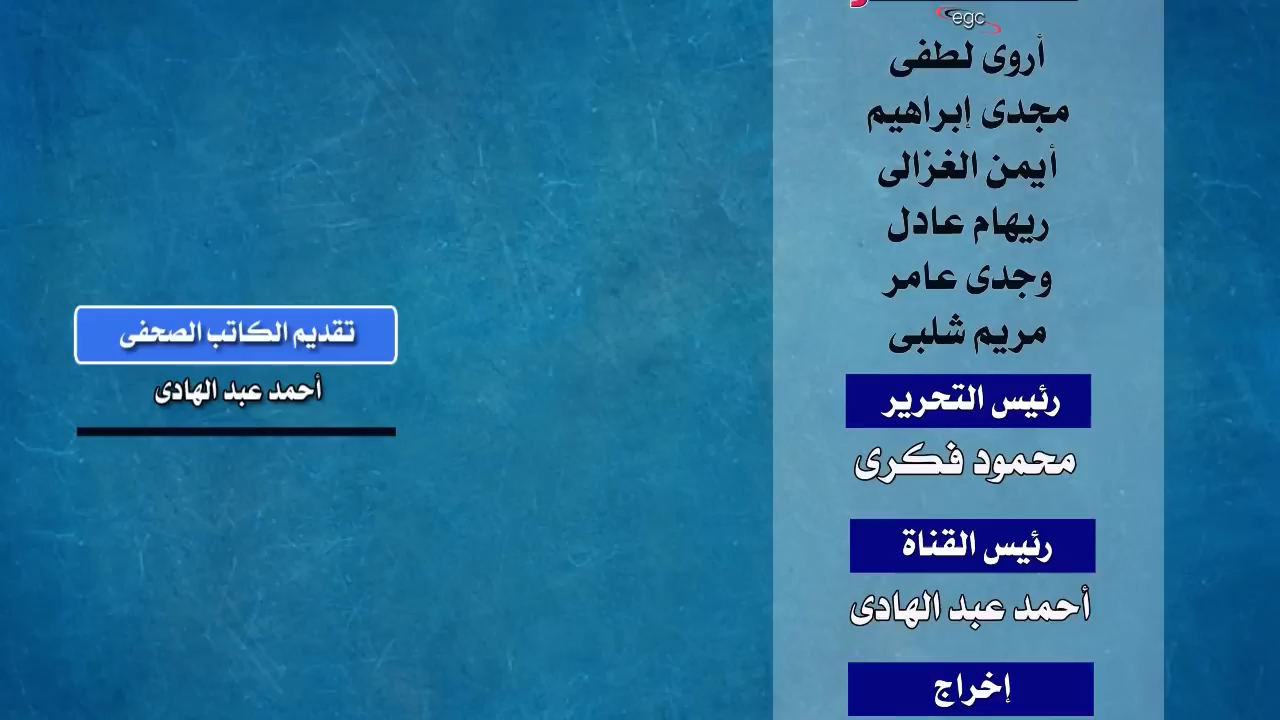 egc
أروى لطفى
مجدى إبراهيم
أيمن الغزالى
ريهام عادل
وجدى عامر
مريم شلبى
رئيس التحرير
محمود فكرى
رئيس القناة
أحمد عبد الهادى
إخراج
تقديم الكاتب الصحفى
أحمد عبد الهادى